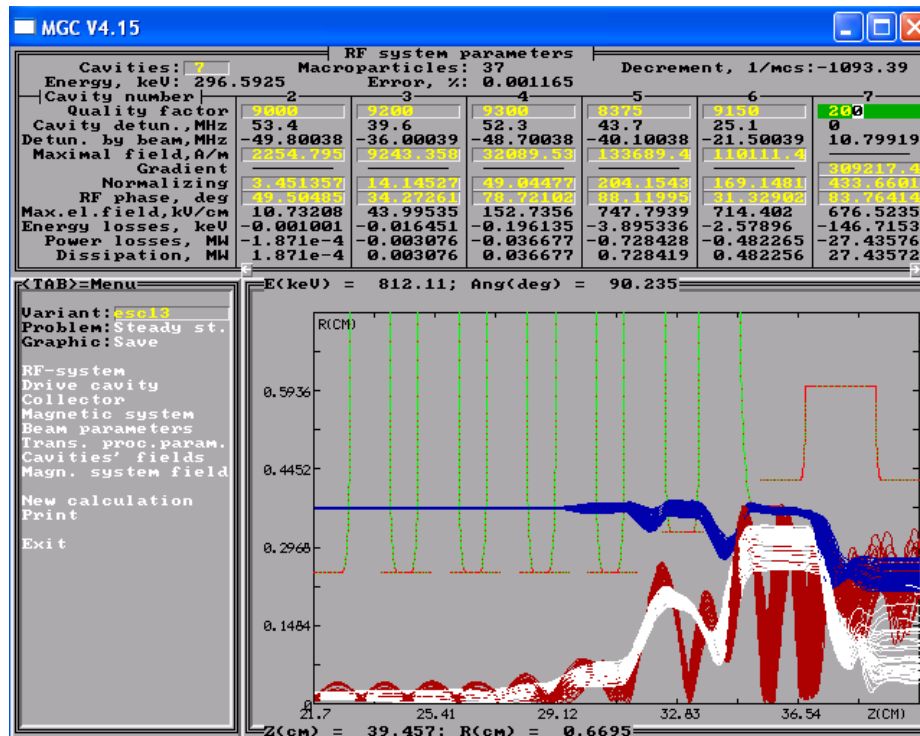 MGC V4.15
RF system parameters
Cavities: 7 Macroparticles: 37 Decrement, 1/mcs:-1093.39
Energy, keV: 296.5925 Error, %: 0.001165
Cavity number 2 3 4 5 6 7
Quality factor 9000 9200 9300 8375 9150 200
Cavity detun.,MHz 53.4 39.6 52.3 43.7 25.1 0
Detun. by beam,MHz -49.80038 -36.00039 -48.70038 -40.10038 -21.50039 10.79919
Maximal field,A/m 2254.795 9243.358 32089.53 133689.4 110111.4
Gradient 309217.4
Normalizing 3.451357 14.14527 49.04477 204.1543 169.1481 433.6601
RF phase, deg 49.50485 34.27261 78.72102 88.11995 31.32902 83.76414
Max.el.field,kV/cm 10.73208 43.99535 152.7356 747.7939 714.402 676.5235
Energy losses, keV -0.001001 -0.016451 -0.196135 -3.895336 -2.57896 -146.7153
Power losses, MW -1.871e-4 -0.003076 -0.036677 -0.728428 -0.482265 -27.43576
Dissipation, MW 1.871e-4 0.003076 0.036677 0.728419 0.482256 27.43572
<TAB>=Menu
Variant: esc13
Problem: Steady st.
Graphic: Save
RF-system
Drive cavity
Collector
Magnetic system
Beam parameters
Trans. proc.param.
Cavities' fields
Magn. system field
New calculation
Print
Exit
E(keV) = 812.11; Ang(deg) = 90.235
R(CM)
0.5936
0.4452
0.2968
0.1484
0
21.7 25.41 29.12 32.83 36.54 Z(CM)
Z(cm) = 39.457; R(cm) = 0.6695